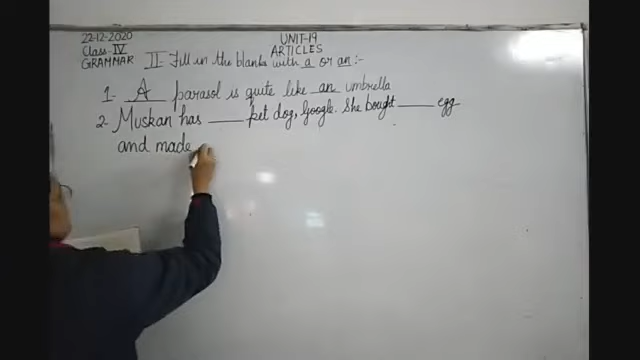 22-12-2020
Class-IV
GRAMMAR
UNIT-19
ARTICLES
II- Fill in the blanks with a or an:-
1- A parasol is quite like an umbrella
2- Muskan has ____ pet dog, Google. She bought ____ egg
and made